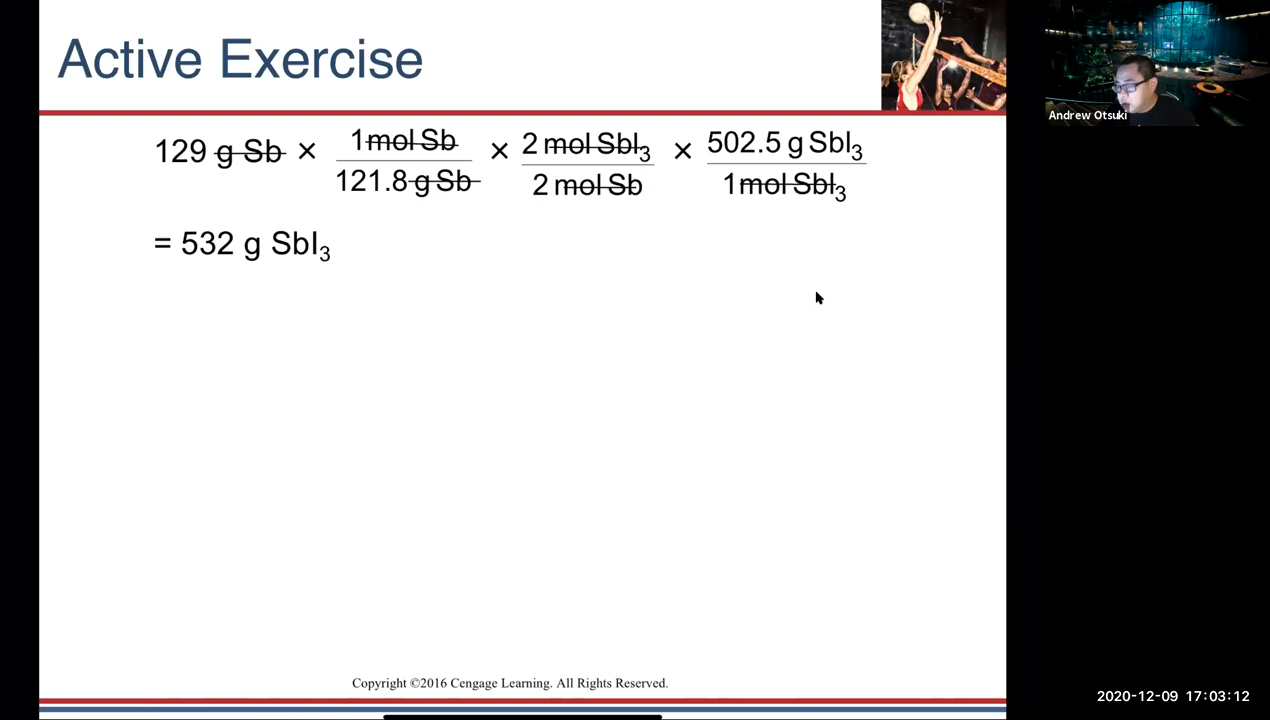 Active Exercise
Andrew Otsuki
129 g Sb × 1 mol Sb / 121.8 g Sb × 2 mol SbI₃ / 2 mol Sb × 502.5 g SbI₃ / 1 mol SbI₃
= 532 g SbI₃
Copyright ©2016 Cengage Learning. All Rights Reserved.
2020-12-09 17:03:12